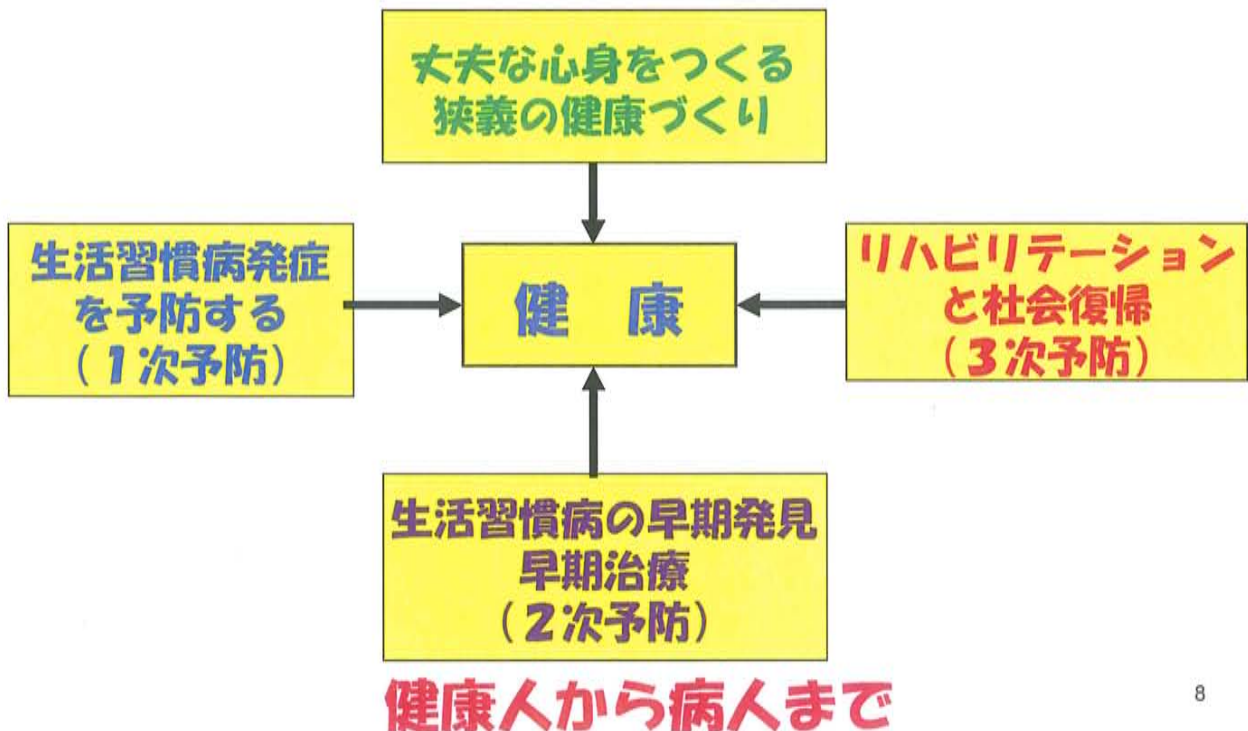 丈夫な心身をつくる
狭義の健康づくり
生活習慣病発症
を予防する
(1次予防)
健 康
リハビリテーション
と社会復帰
(3次予防)
生活習慣病の早期発見
早期治療
(2次予防)
健康人から病人まで
8